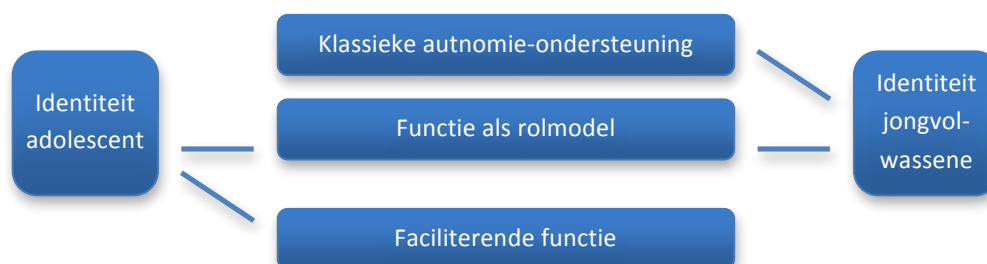 Klassieke autnomie-ondersteuning
Identiteit
adolescent
Functie als rolmodel
Identiteit
jongvol-
wassene
Faciliterende functie